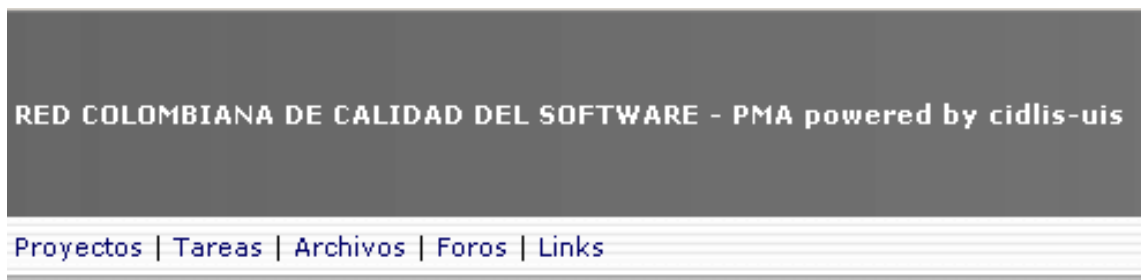 RED COLOMBIANA DE CALIDAD DEL SOFTWARE - PMA powered by cidlis-uis
Proyectos | Tareas | Archivos | Foros | Links